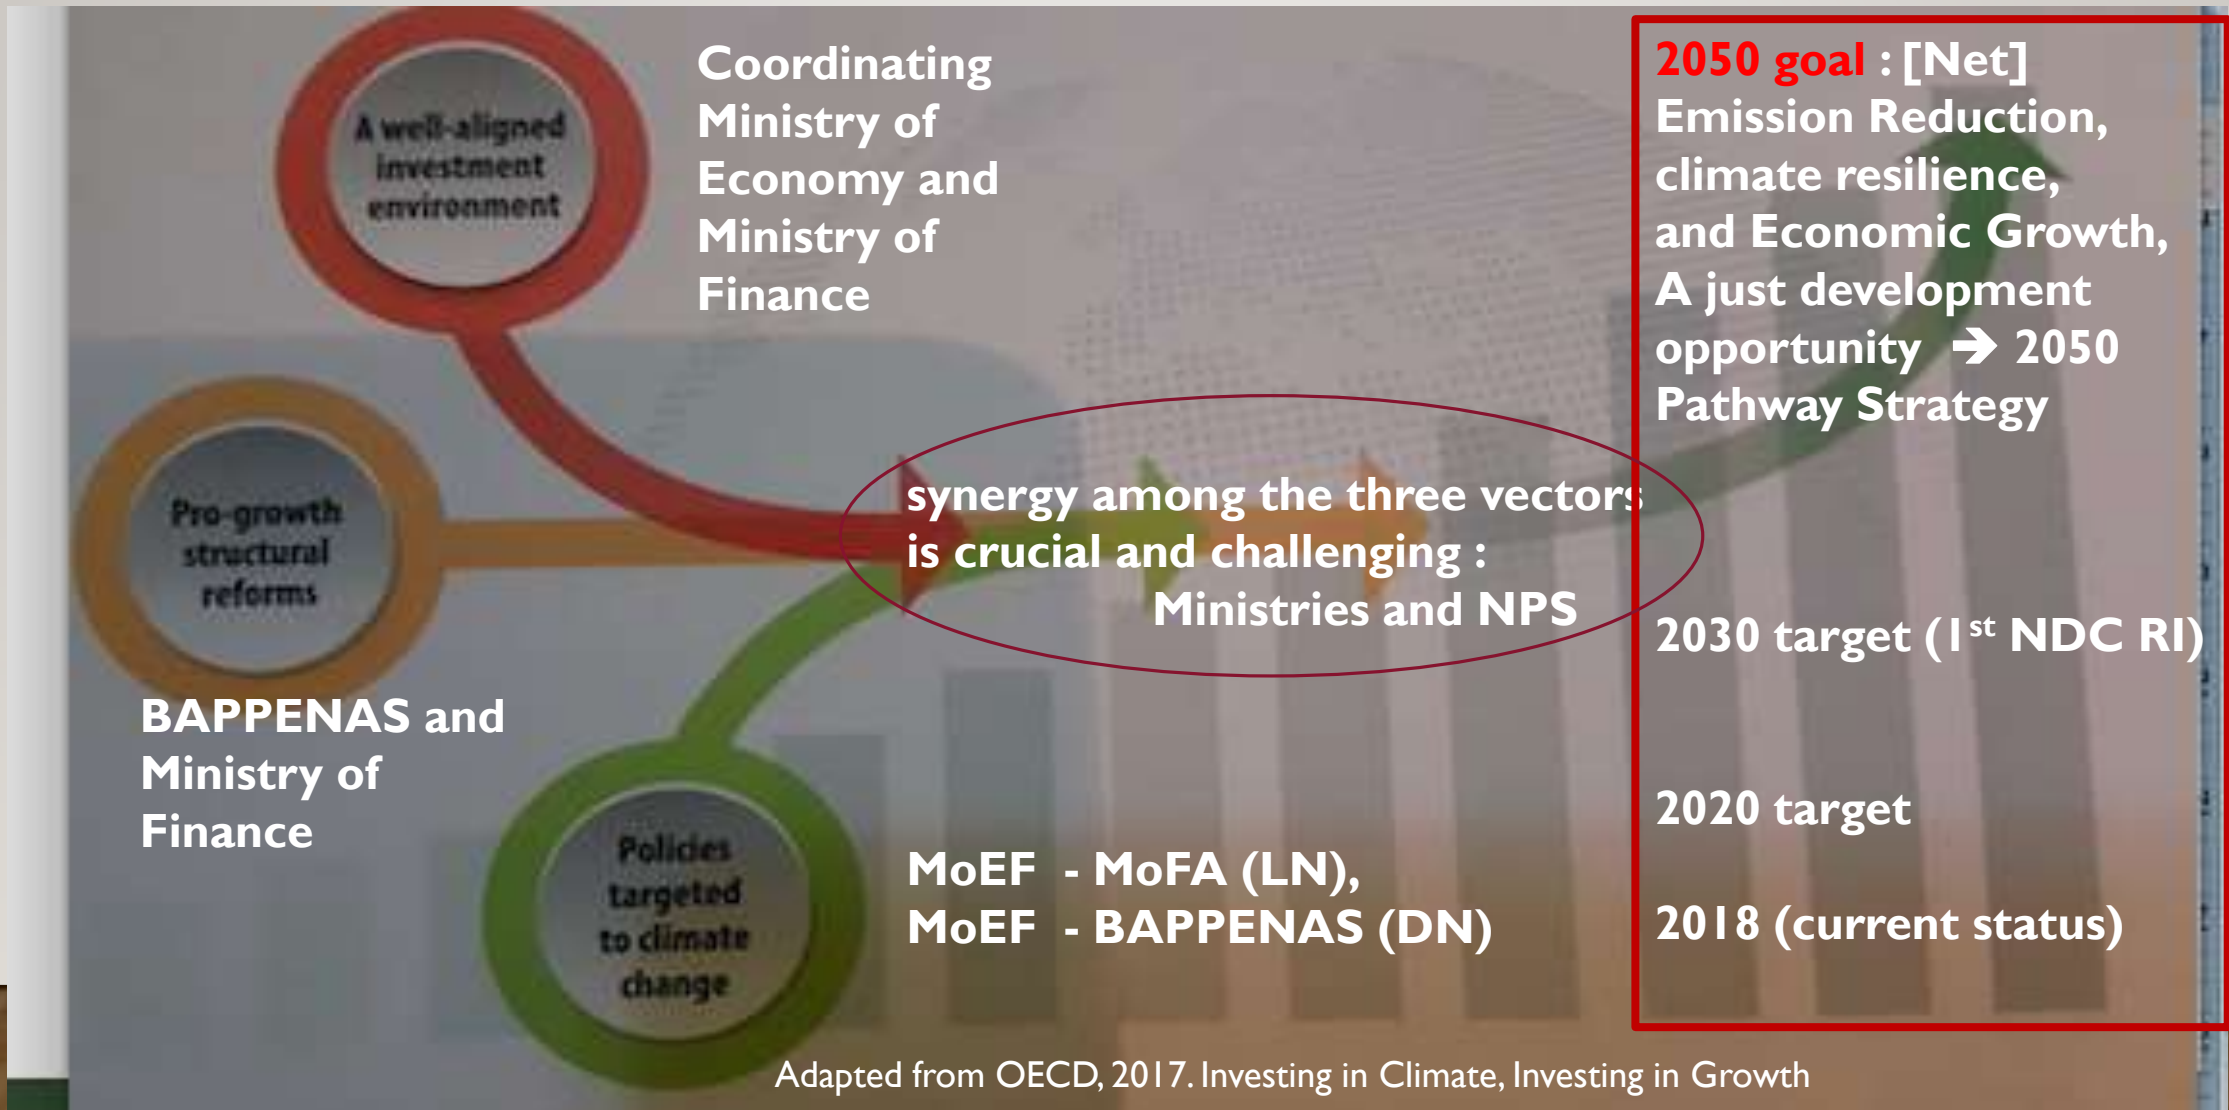 A well-aligned
investment
environment
Coordinating
Ministry of
Economy and
Ministry of
Finance
Pro-growth
structural
reforms
BAPPENAS and
Ministry of
Finance
Policies
targeted
to climate
change
MoEF - MoFA (LN),
MoEF - BAPPENAS (DN)
synergy among the three vectors
is crucial and challenging :
Ministries and NPS
2050 goal : [Net]
Emission Reduction,
climate resilience,
and Economic Growth,
A just development
opportunity ➔ 2050
Pathway Strategy
2030 target (1st NDC RI)
2020 target
2018 (current status)
Adapted from OECD, 2017. Investing in Climate, Investing in Growth